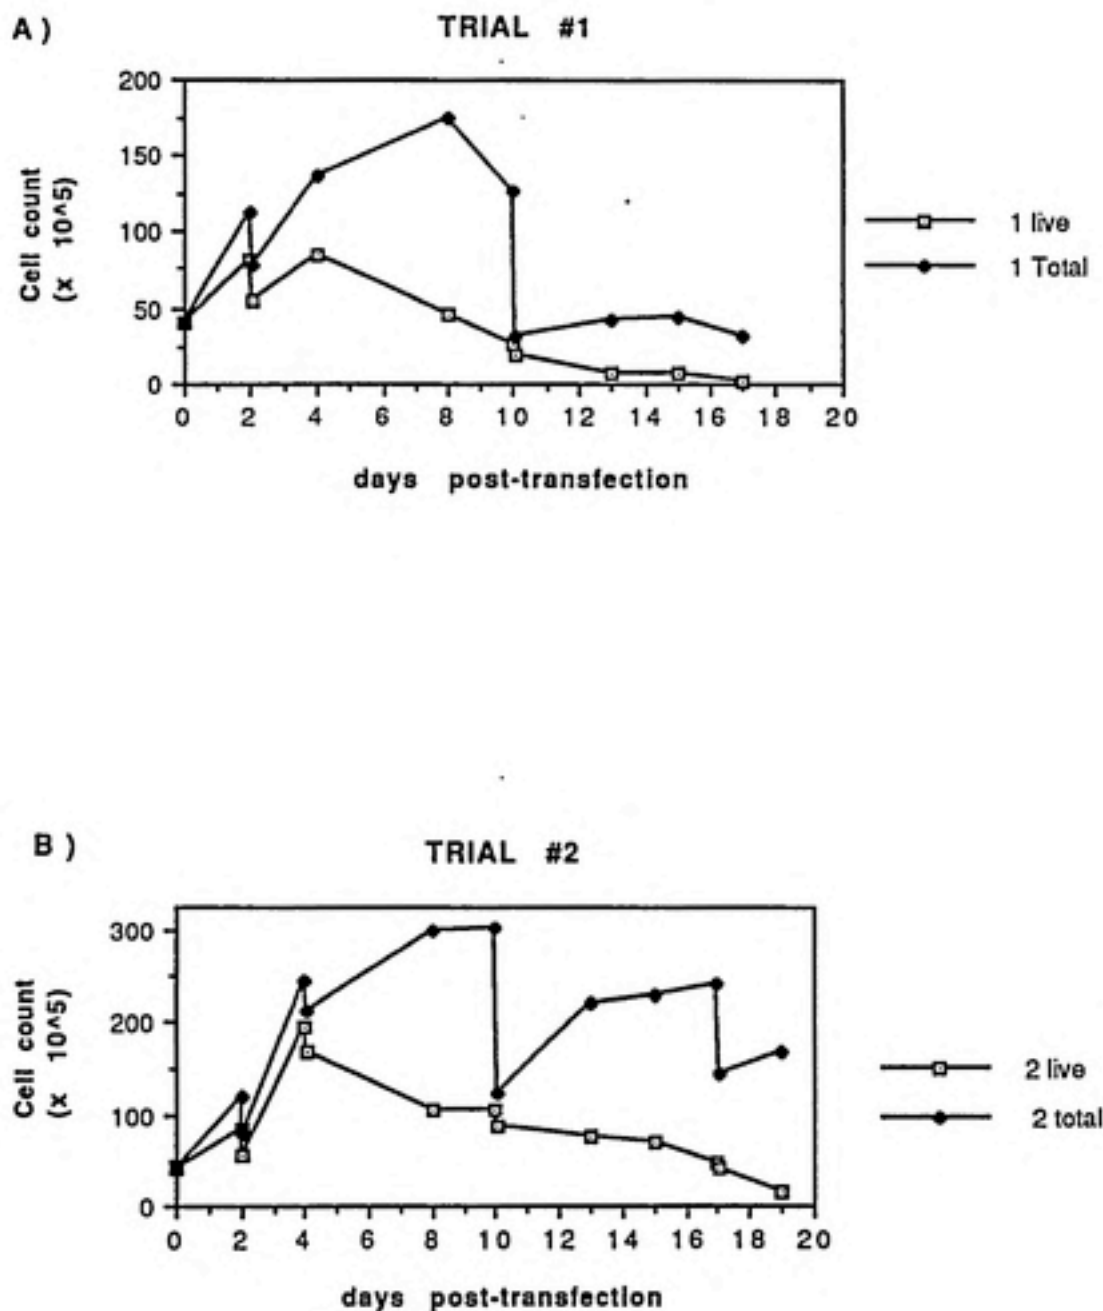 A)
TRIAL #1
200
150
100
50
0
Cell count
(x 10^5)
0 2 4 6 8 10 12 14 16 18 20
days post-transfection
1 live
1 Total
B)
TRIAL #2
300
200
100
0
Cell count
(x 10^5)
0 2 4 6 8 10 12 14 16 18 20
days post-transfection
2 live
2 total